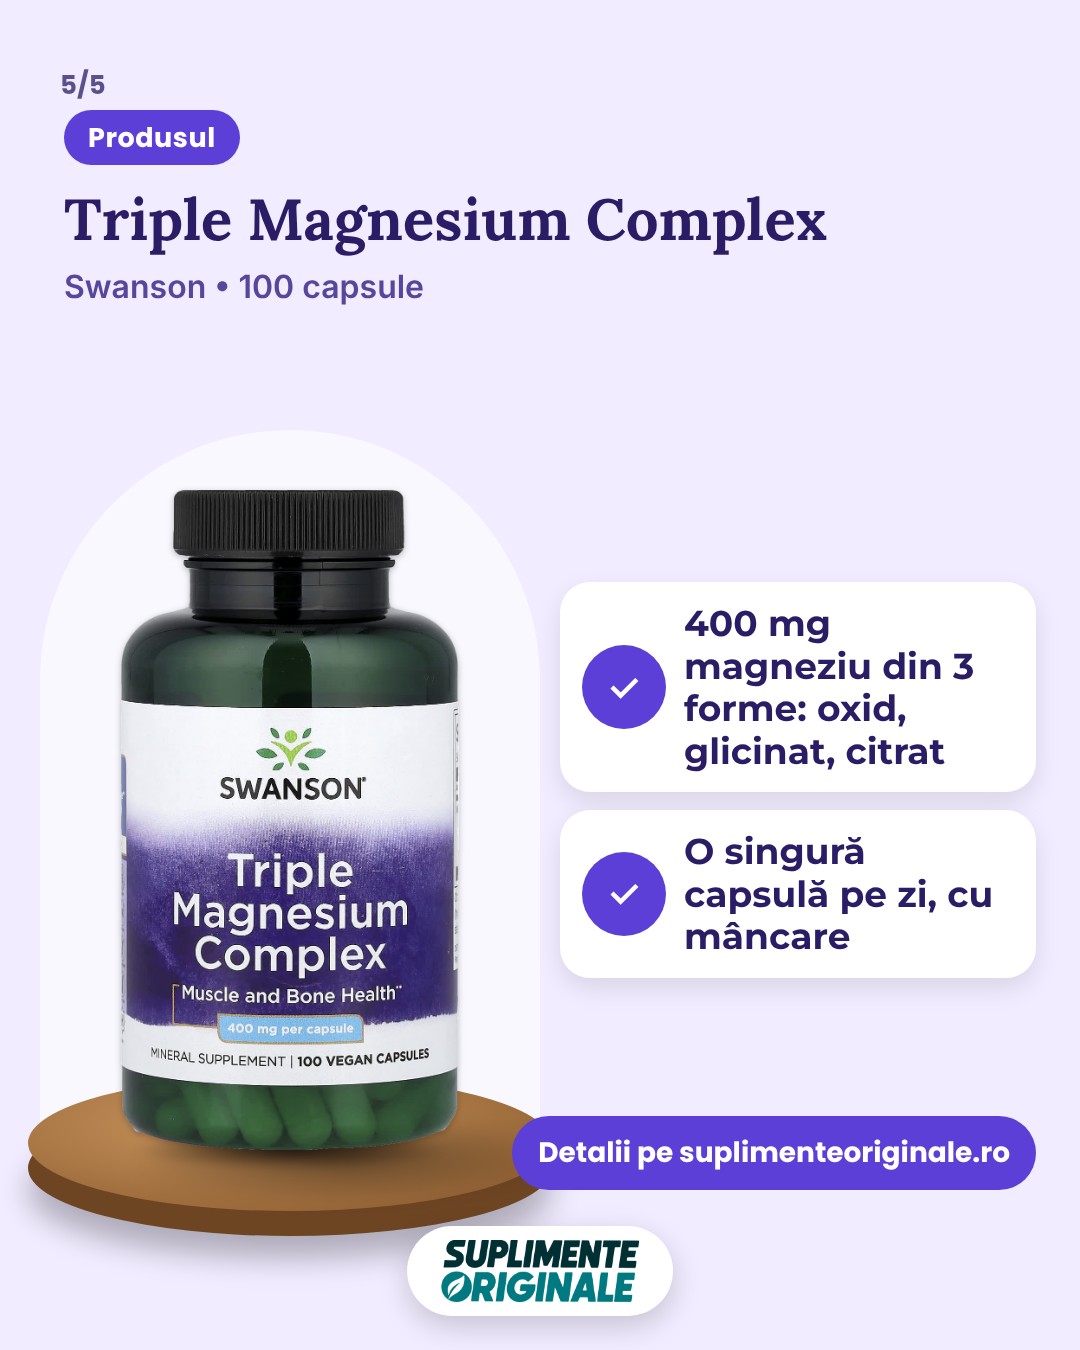 5/5
Produsul
Triple Magnesium Complex
Swanson • 100 capsule
SWANSON
Triple
Magnesium
Complex
Muscle and Bone Health
400 mg per capsule
MINERAL SUPPLEMENT | 100 VEGAN CAPSULES
400 mg
magneziu din 3
forme: oxid,
glicinat, citrat
O singură
capsulă pe zi, cu
mâncare
Detalii pe suplimenteoriginale.ro
SUPLIMENTE
ORIGINALE